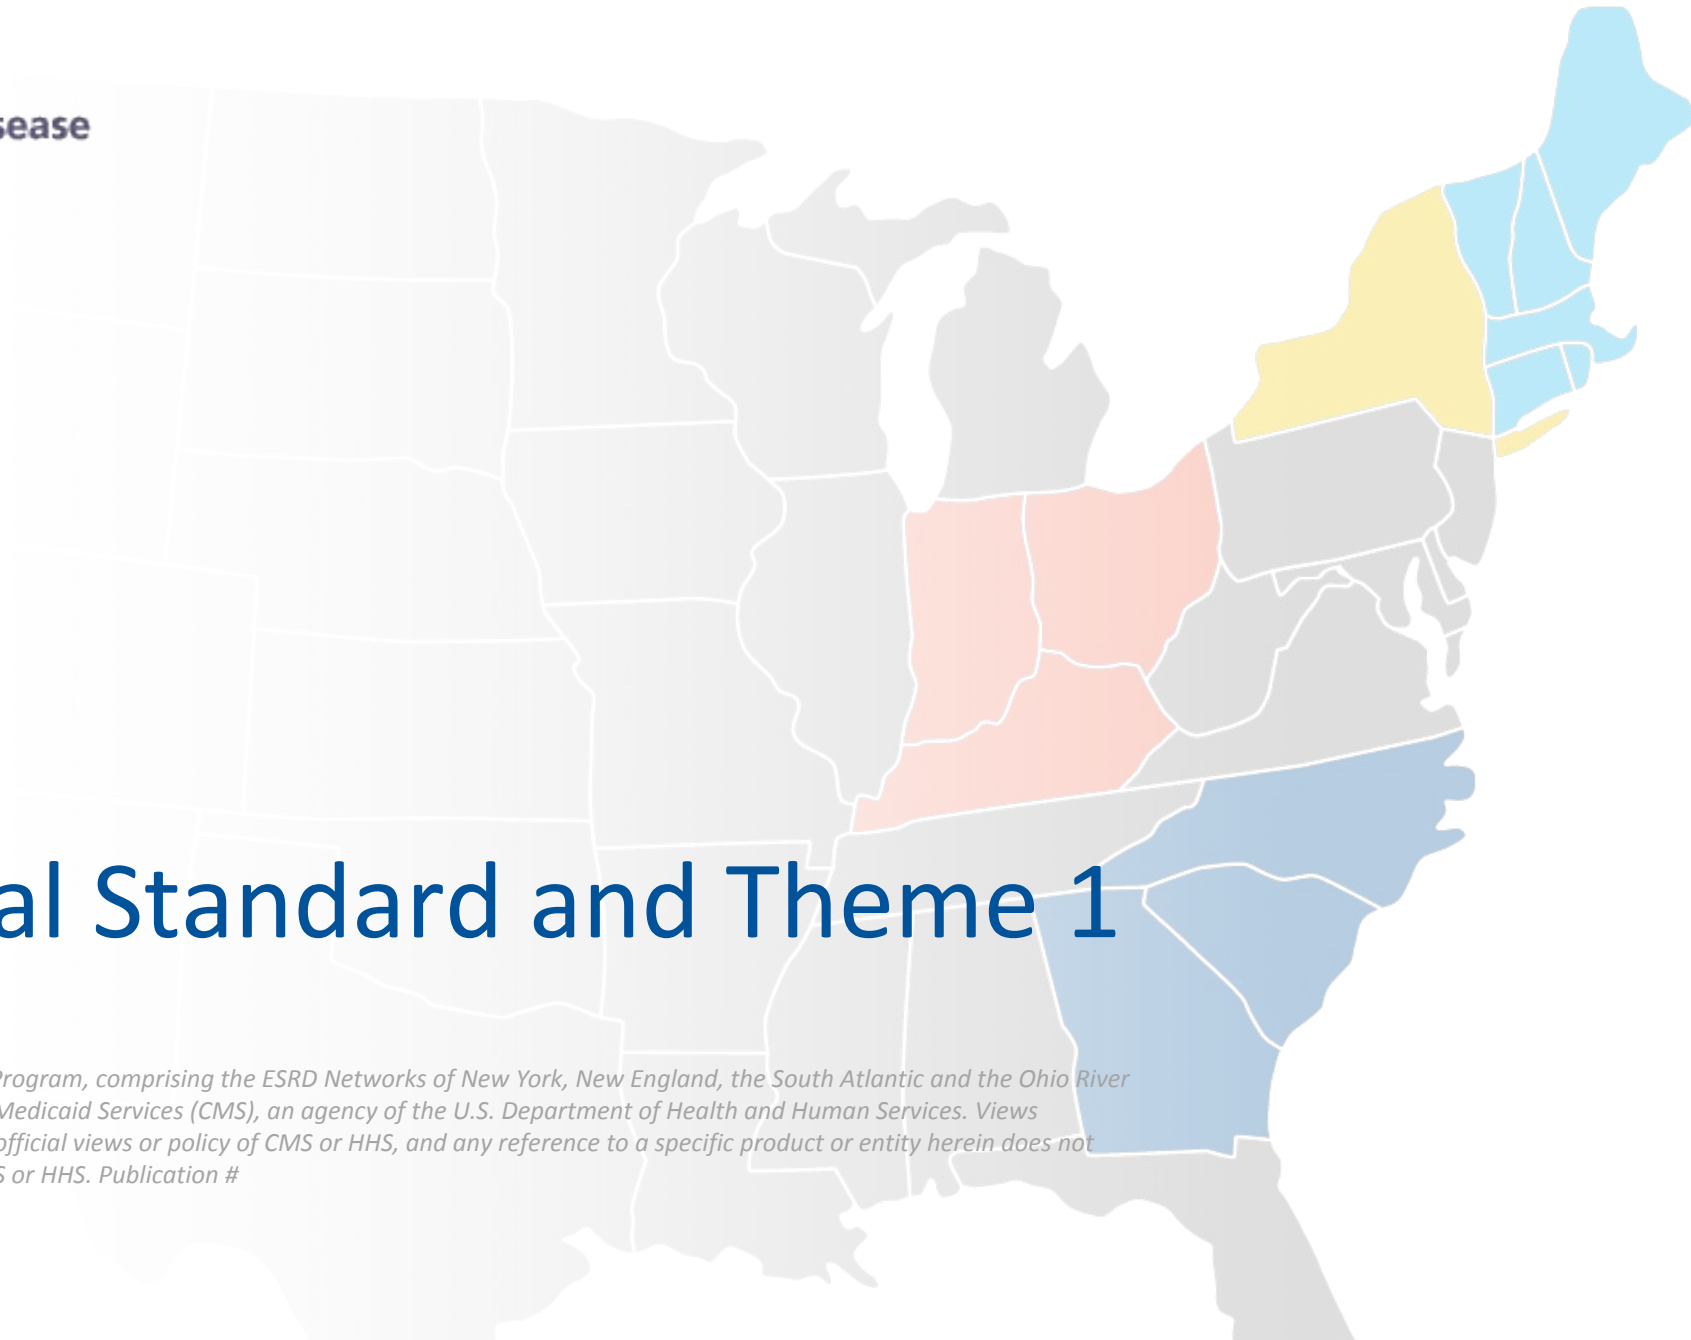 sease
al Standard and Theme 1
Program, comprising the ESRD Networks of New York, New England, the South Atlantic and the Ohio River
Medicaid Services (CMS), an agency of the U.S. Department of Health and Human Services. Views
official views or policy of CMS or HHS, and any reference to a specific product or entity herein does not
S or HHS. Publication #